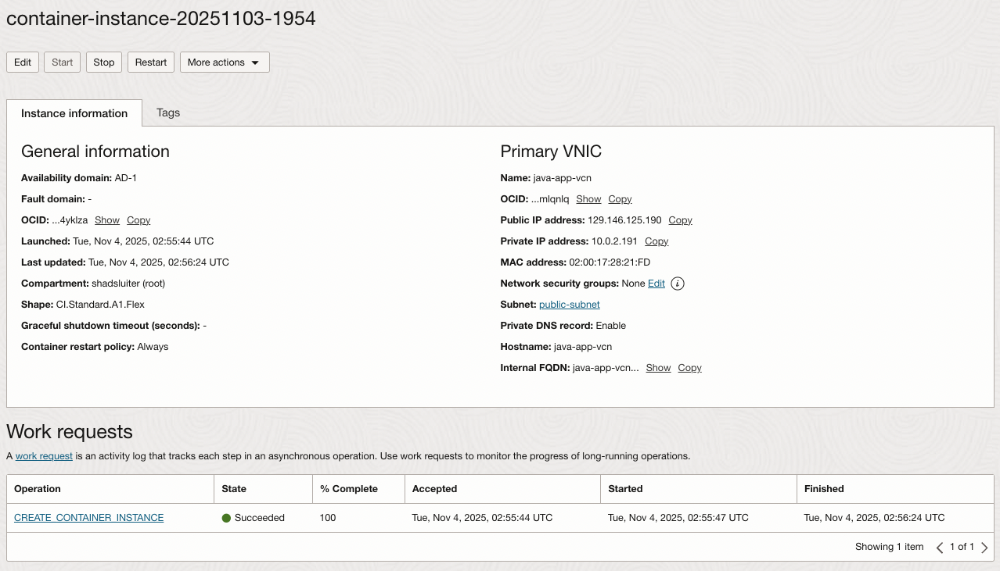 container-instance-20251103-1954
Edit Start Stop Restart More actions
Instance information Tags
General information
Availability domain: AD-1
Fault domain: -
OCID: ...4yklza Show Copy
Launched: Tue, Nov 4, 2025, 02:55:44 UTC
Last updated: Tue, Nov 4, 2025, 02:56:24 UTC
Compartment: shadsluiter (root)
Shape: CI.Standard.A1.Flex
Graceful shutdown timeout (seconds): -
Container restart policy: Always
Primary VNIC
Name: java-app-vcn
OCID: ...mlqnlq Show Copy
Public IP address: 129.146.125.190 Copy
Private IP address: 10.0.2.191 Copy
MAC address: 02:00:17:28:21:FD
Network security groups: None Edit i
Subnet: public-subnet
Private DNS record: Enable
Hostname: java-app-vcn
Internal FQDN: java-app-vcn... Show Copy
Work requests
A work request is an activity log that tracks each step in an asynchronous operation. Use work requests to monitor the progress of long-running operations.
Operation State % Complete Accepted Started Finished
CREATE_CONTAINER_INSTANCE Succeeded 100 Tue, Nov 4, 2025, 02:55:44 UTC Tue, Nov 4, 2025, 02:55:47 UTC Tue, Nov 4, 2025, 02:56:24 UTC
Showing 1 item 1 of 1